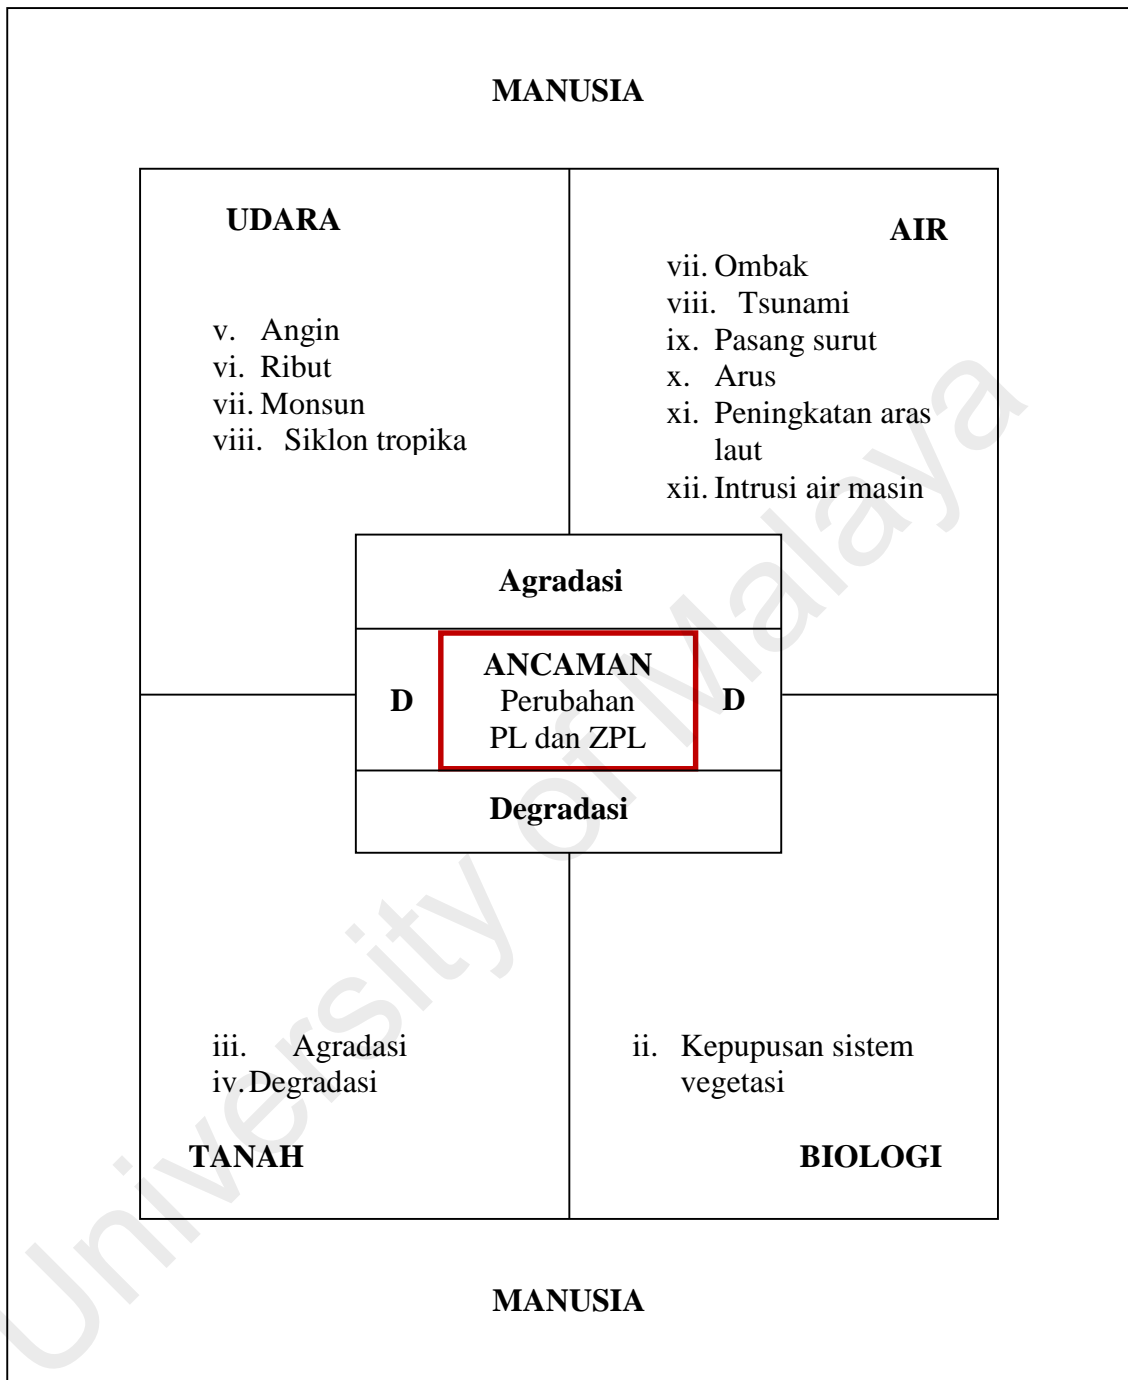 MANUSIA
UDARA
v. Angin
vi. Ribut
vii. Monsun
viii. Siklon tropika
AIR
vii. Ombak
viii. Tsunami
ix. Pasang surut
x. Arus
xi. Peningkatan aras
laut
xii. Intrusi air masin
Agradasi
D
ANCAMAN
Perubahan
PL dan ZPL
D
Degradasi
iii. Agradasi
iv. Degradasi
TANAH
ii. Kepupusan sistem
vegetasi
BIOLOGI
MANUSIA
University of Malaya